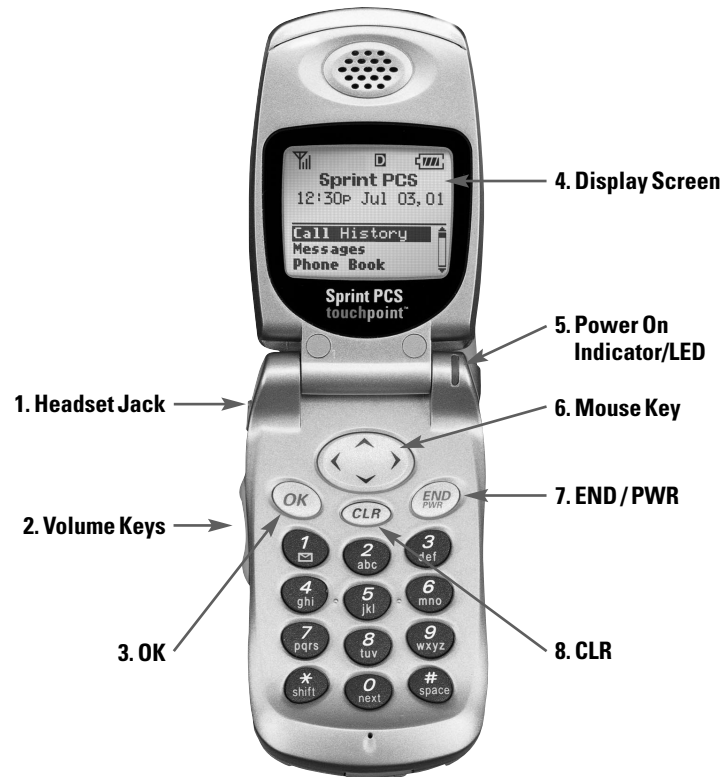 D
Sprint PCS
12:30P Jul 03,01
Call History
Messages
Phone Book
Sprint PCS
touchpoint™
1. Headset Jack
2. Volume Keys
3. OK
4. Display Screen
5. Power On
Indicator/LED
6. Mouse Key
7. END / PWR
8. CLR
OK
CLR
END
PWR
1
2
abc
3
def
4
ghi
5
jkl
6
mno
7
pqrs
8
tuv
9
wxyz
*
shift
0
next
#
space